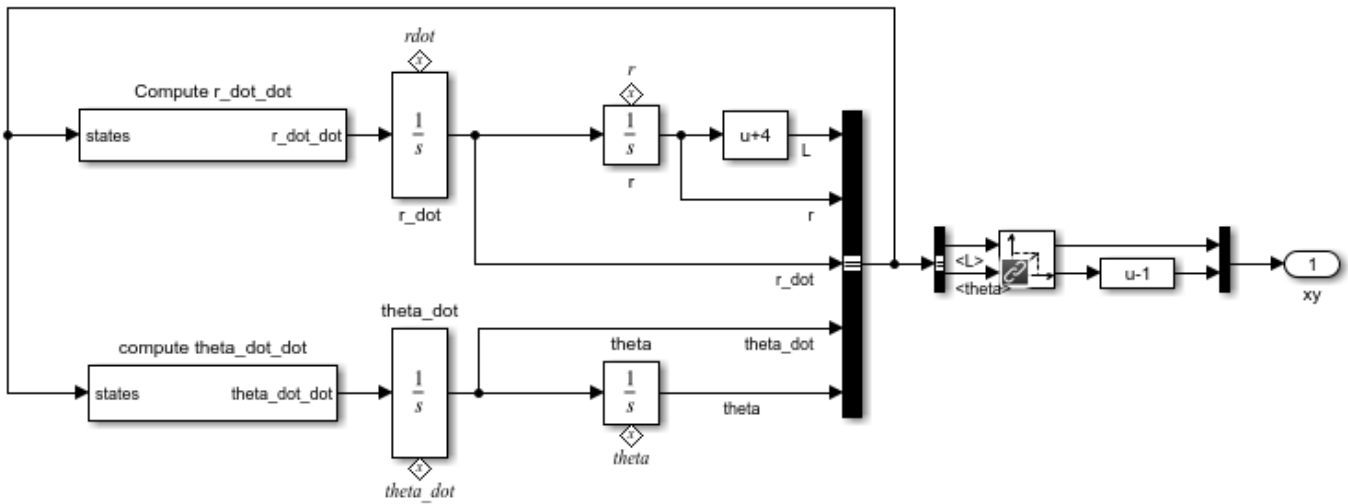 rdot
Compute r_dot_dot
states
r_dot_dot
1
s
r_dot
r
x
1
s
r
u+4
L
r
r_dot
x
theta_dot
compute theta_dot_dot
states
theta_dot_dot
1
s
x
theta_dot
theta
1
s
x
theta
theta_dot
theta
<L>
<theta>
u-1
1
xy